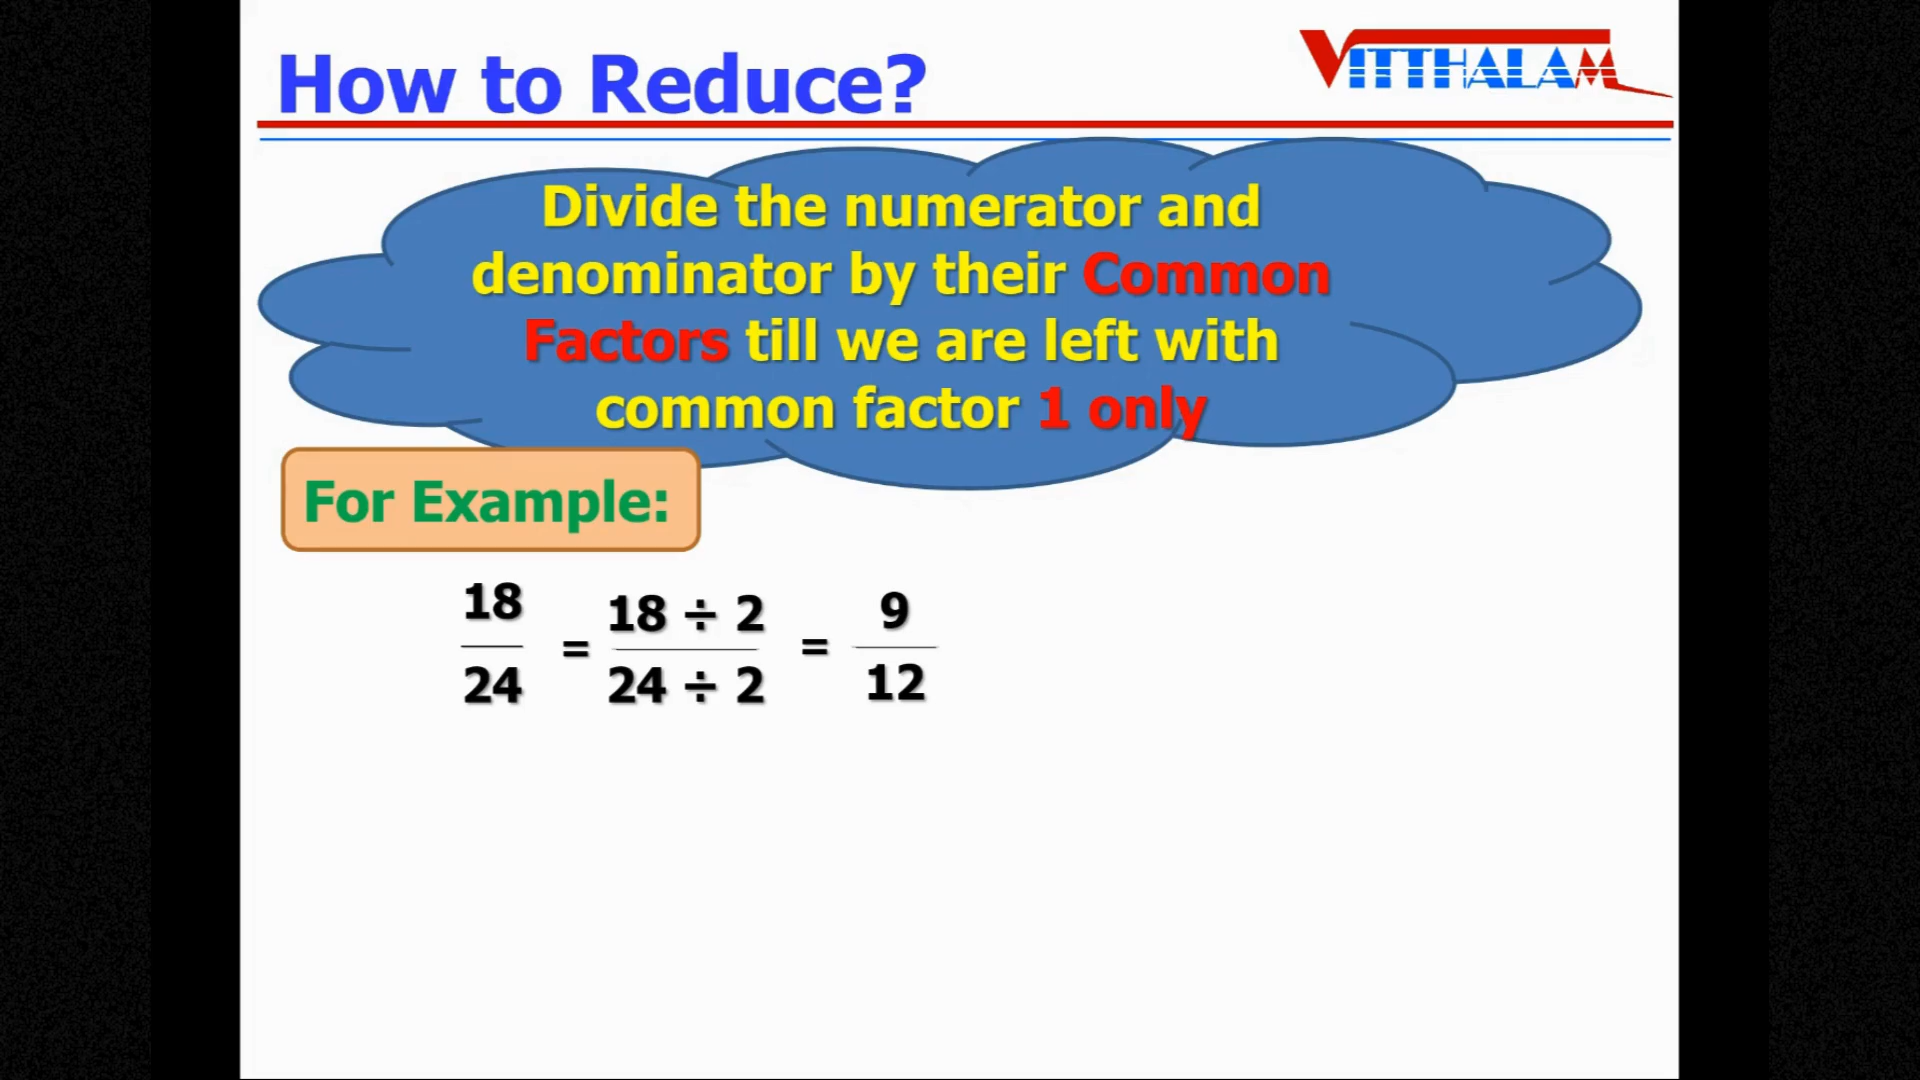 How to Reduce?
VITTHALAM
Divide the numerator and
denominator by their Common
Factors till we are left with
common factor 1 only
For Example:
18/24 = 18 ÷ 2/24 ÷ 2 = 9/12